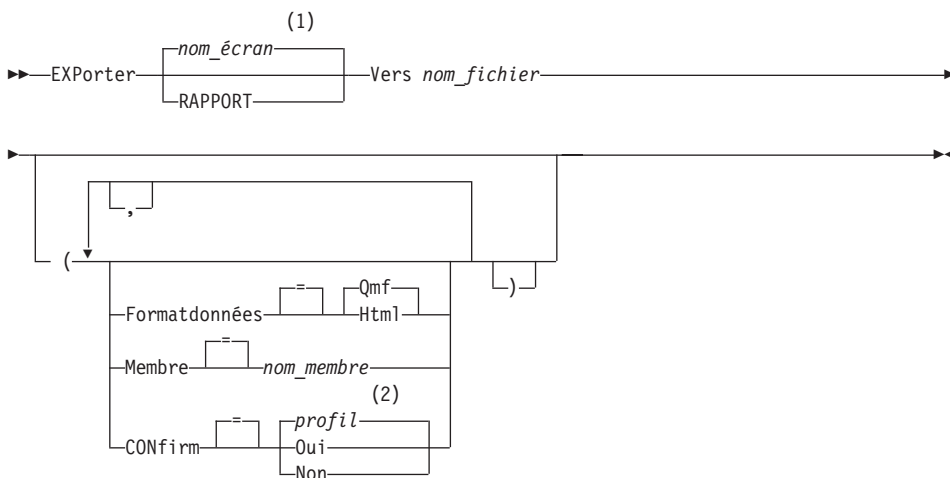 (1)
nom_écran
EXPorter Vers nom_fichier
RAPPORT
,
(
= Qmf )
Formatdonnées Html
=
Membre nom_membre
(2)
= profil
CONfirm Oui
Non